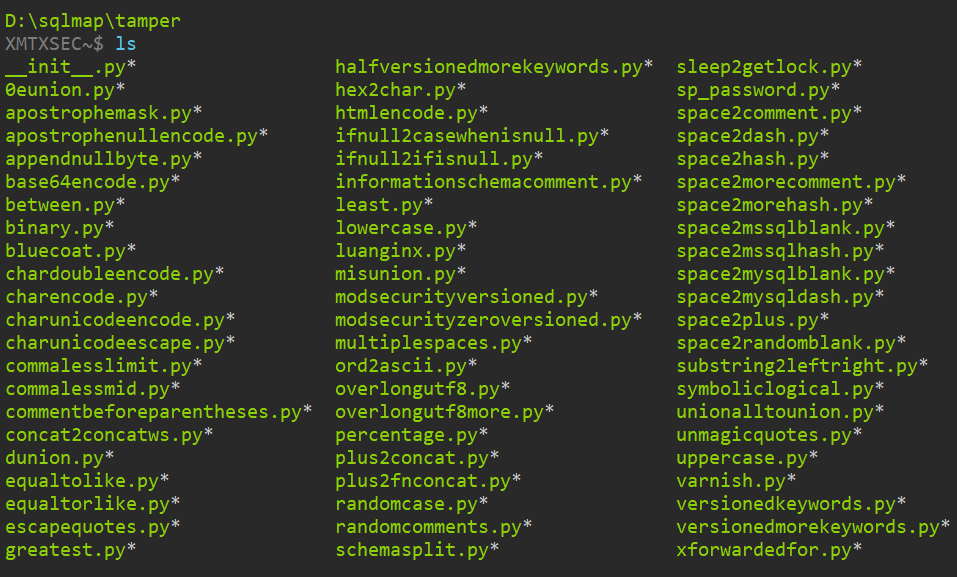 D:\sqlmap\tamper
XMTXSEC~$ ls
__init__.py* halfversionedmorekeywords.py* sleep2getlock.py*
0eunion.py* hex2char.py* sp_password.py*
apostrophemask.py* htmlencode.py* space2comment.py*
apostrophenullencode.py* ifnull2casewhenisnull.py* space2dash.py*
appendnullbyte.py* ifnull2ifisnull.py* space2hash.py*
base64encode.py* informationschemacomment.py* space2morecomment.py*
between.py* least.py* space2morehash.py*
binary.py* lowercase.py* space2mssqlblank.py*
bluecoat.py* luanginx.py* space2mssqlhash.py*
chardoubleencode.py* misunion.py* space2mysqlblank.py*
charencode.py* modsecurityversioned.py* space2mysqldash.py*
charunicodeencode.py* modsecurityzeroversioned.py* space2plus.py*
charunicodeescape.py* multiplespaces.py* space2randomblank.py*
commalesslimit.py* ord2ascii.py* substring2leftright.py*
commalessmid.py* overlongutf8.py* symboliclogical.py*
commentbeforeparentheses.py* overlongutf8more.py* unionalltounion.py*
concat2concatws.py* percentage.py* unmagicquotes.py*
dunion.py* plus2concat.py* uppercase.py*
equaltolike.py* plus2fnconcat.py* varnish.py*
equaltorlike.py* randomcase.py* versionedkeywords.py*
escapequotes.py* randomcomments.py* versionedmorekeywords.py*
greatest.py* schemasplit.py* xforwardedfor.py*